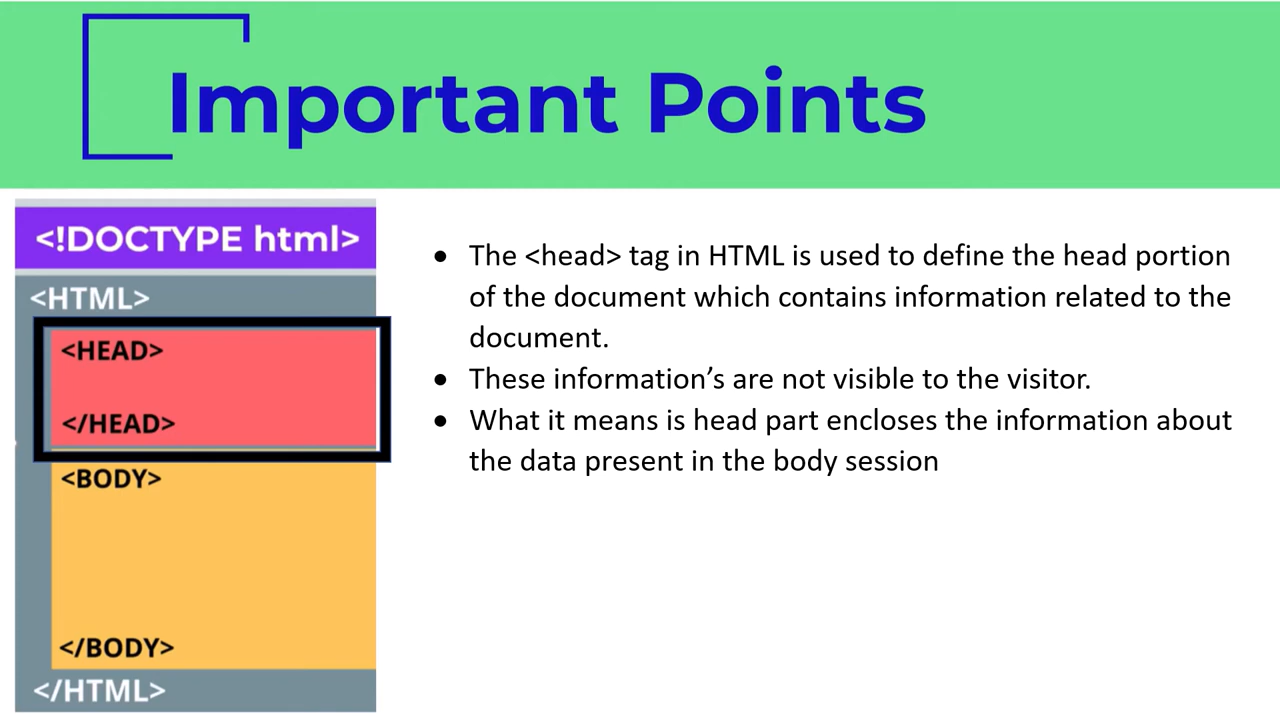 Important Points
<!DOCTYPE html>
<HTML>
<HEAD>
</HEAD>
<BODY>
</BODY>
</HTML>
• The <head> tag in HTML is used to define the head portion
of the document which contains information related to the
document.
• These information’s are not visible to the visitor.
• What it means is head part encloses the information about
the data present in the body session